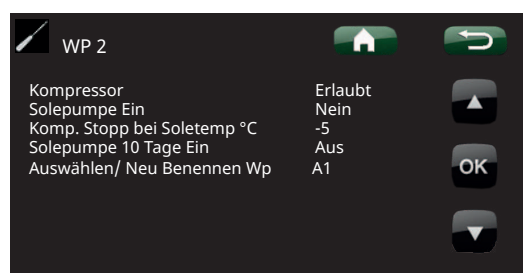 WP 2
Kompressor Erlaubt
Solepumpe Ein Nein
Komp. Stopp bei Soletemp °C -5
Solepumpe 10 Tage Ein Aus
Auswählen/ Neu Benennen Wp A1
OK